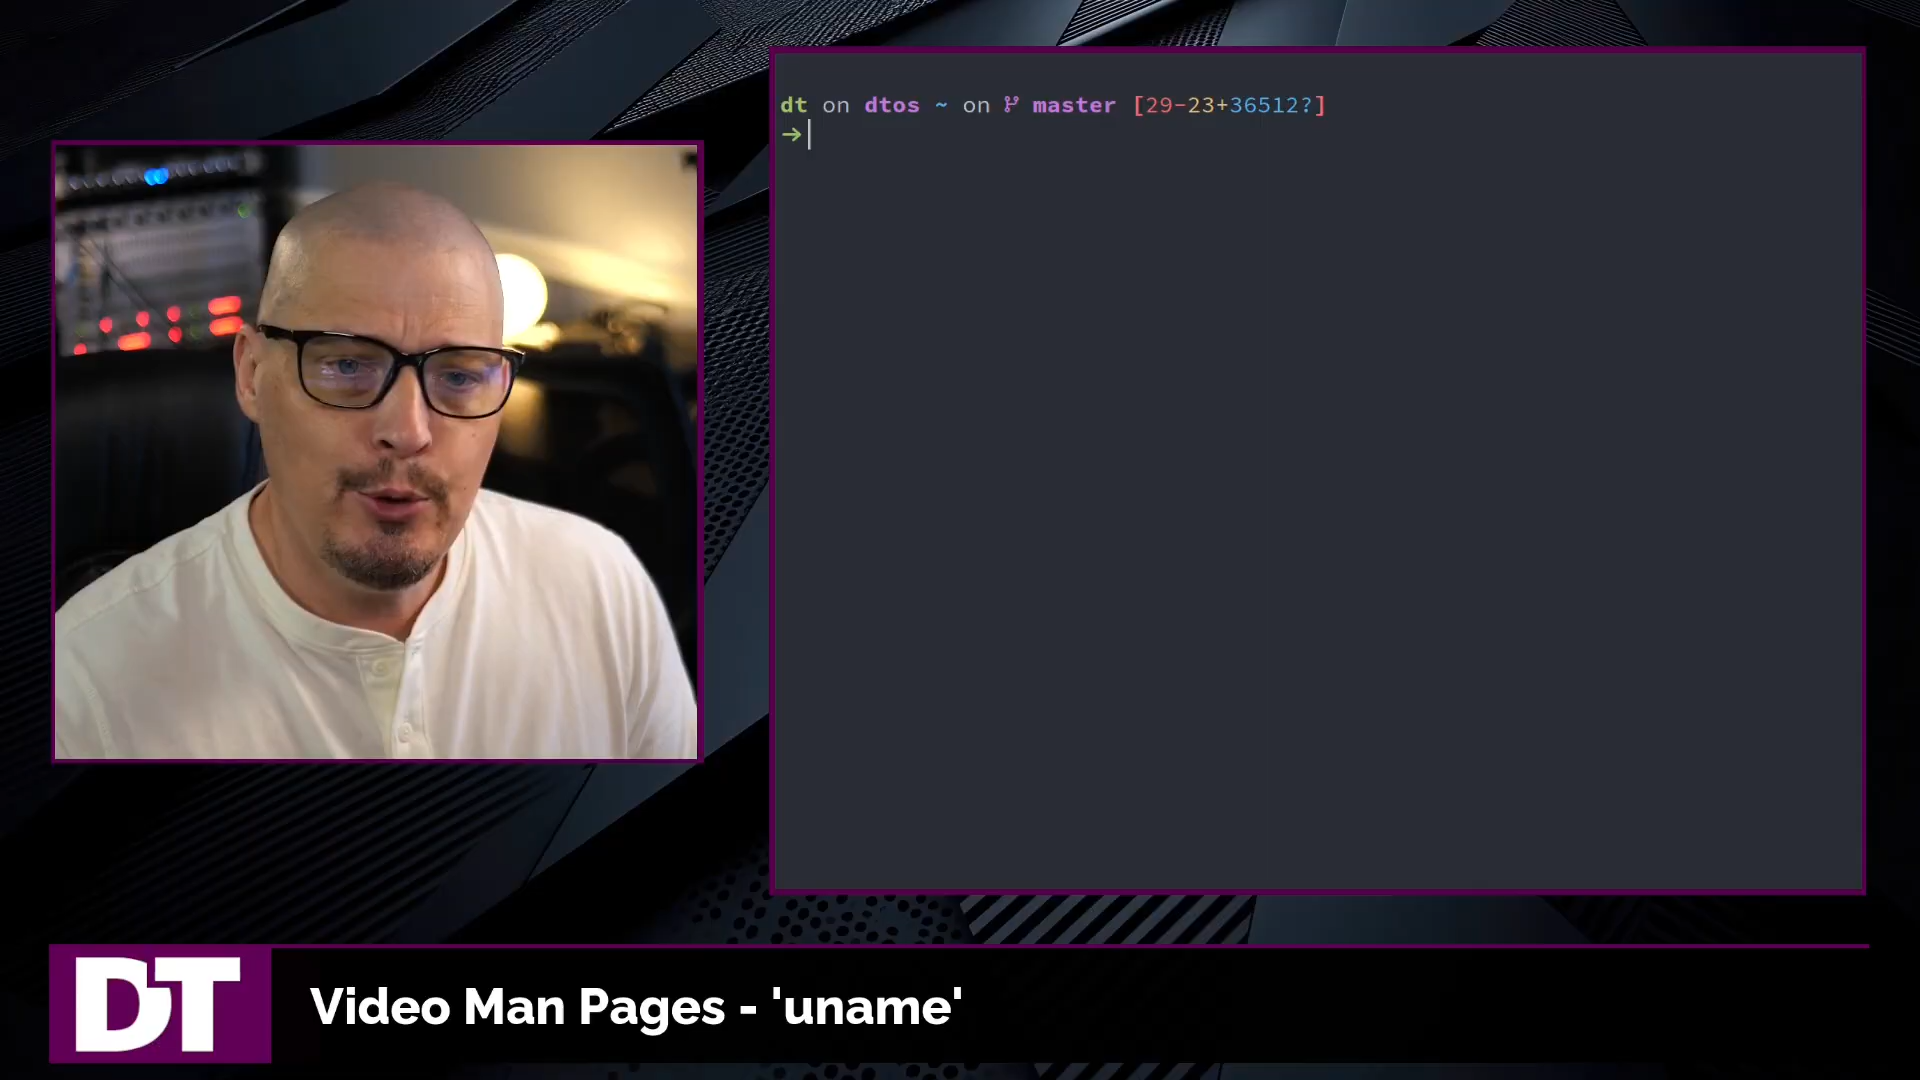 dt on dtos ~ on master [29-23+36512?]
→
DT
Video Man Pages - 'uname'